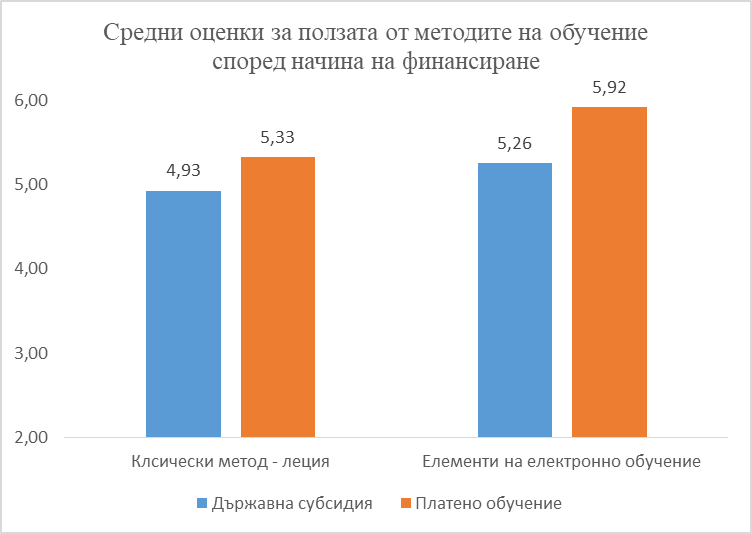 Средни оценки за ползата от методите на обучение
според начина на финансиране
6,00
5,00
4,00
3,00
2,00
4,93
5,33
5,26
5,92
Клсически метод - леция
Елементи на електронно обучение
Държавна субсидия
Платено обучение